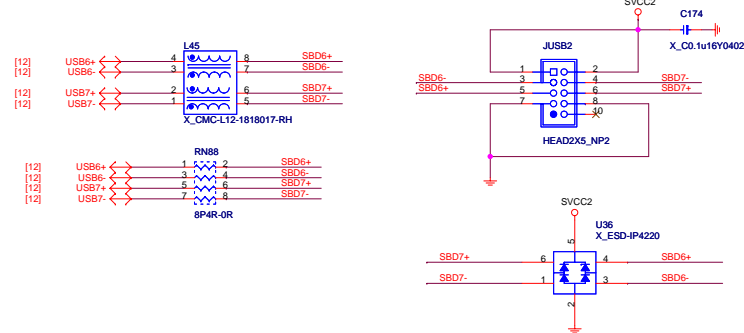 SVCC2
C174
X_C0.1u16Y0402
L45
[12] USB6+ 4 8 SBD6+
[12] USB6- 3 7 SBD6-
[12] USB7+ 2 6 SBD7+
[12] USB7- 1 5 SBD7-
X_CMC-L12-1818017-RH
JUSB2
1 2
SBD6- 3 4 SBD7-
SBD6+ 5 6 SBD7+
7 8
10
HEAD2X5_NP2
RN88
[12] USB6+ 1 2 SBD6+
[12] USB6- 3 4 SBD6-
[12] USB7+ 5 6 SBD7+
[12] USB7- 7 8 SBD7-
8P4R-0R
SVCC2
U36
X_ESD-IP4220
5
SBD7+ 6 4 SBD6+
SBD7- 1 3 SBD6-
2